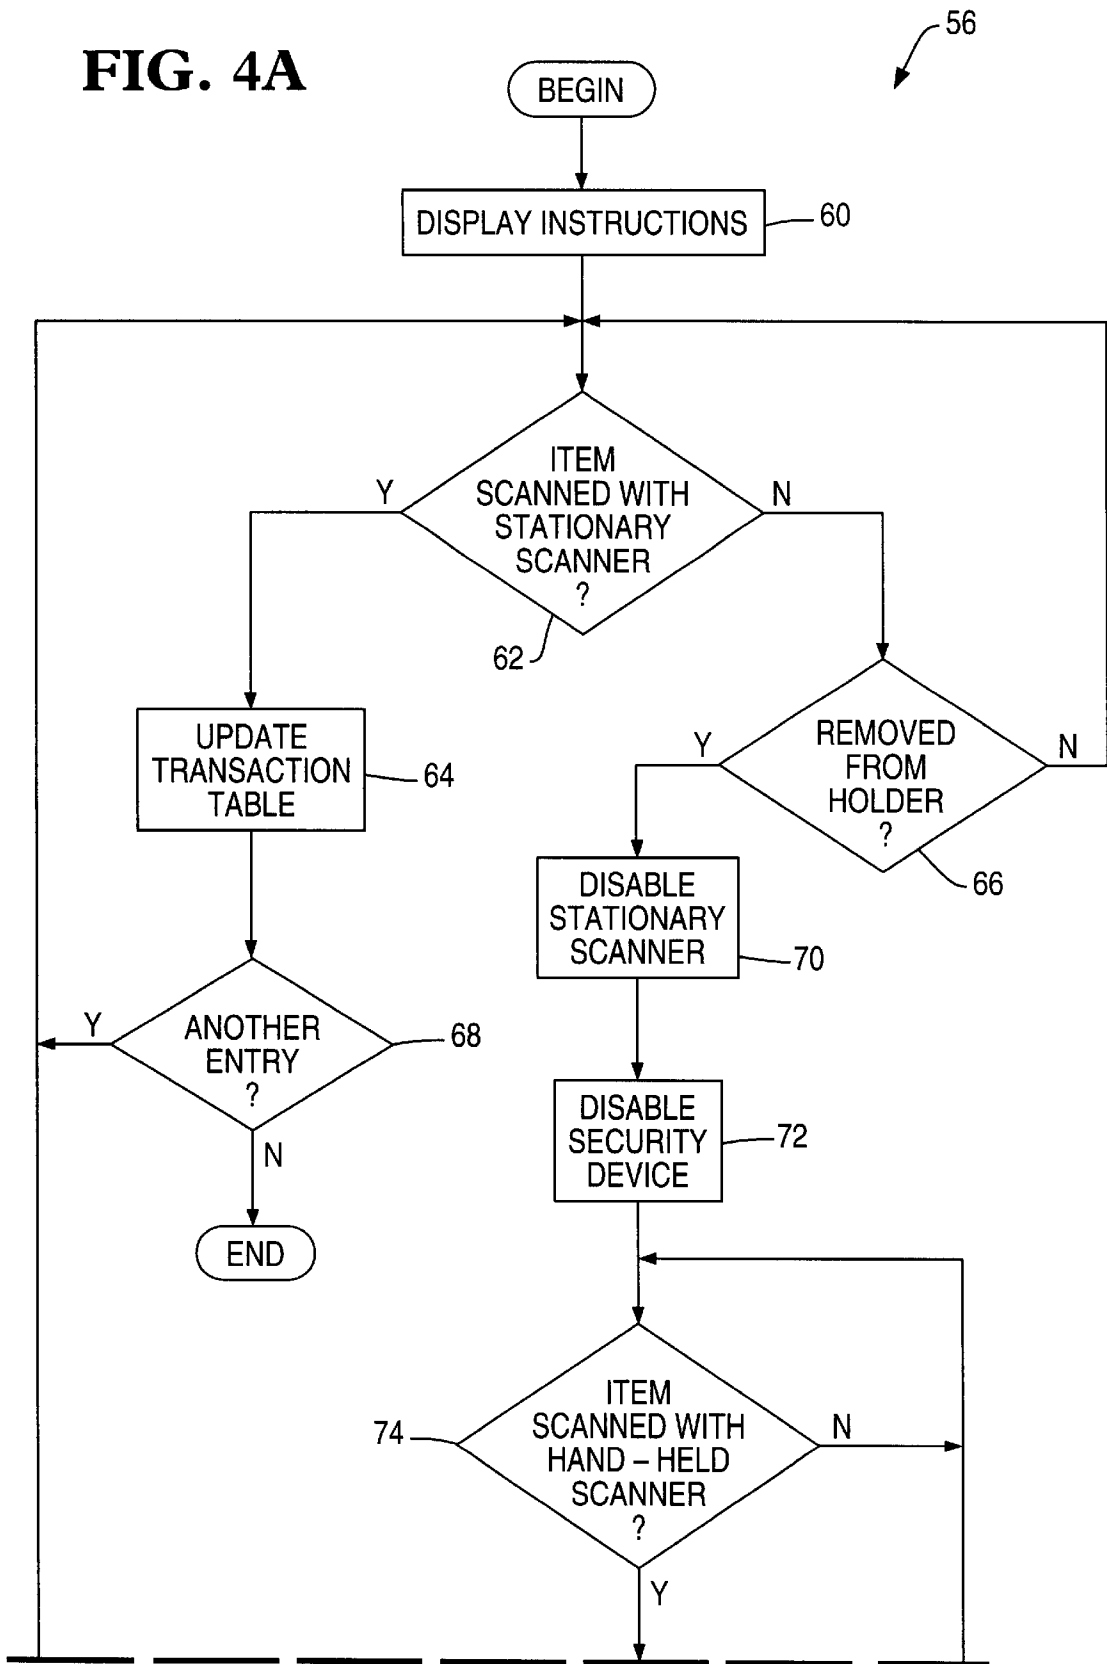 FIG. 4A
56
BEGIN
DISPLAY INSTRUCTIONS
60
ITEM
SCANNED WITH
STATIONARY
SCANNER
?
Y
N
62
UPDATE
TRANSACTION
TABLE
64
REMOVED
FROM
HOLDER
?
Y
N
66
DISABLE
STATIONARY
SCANNER
70
ANOTHER
ENTRY
?
Y
68
N
END
DISABLE
SECURITY
DEVICE
72
ITEM
SCANNED WITH
HAND – HELD
SCANNER
?
74
N
Y